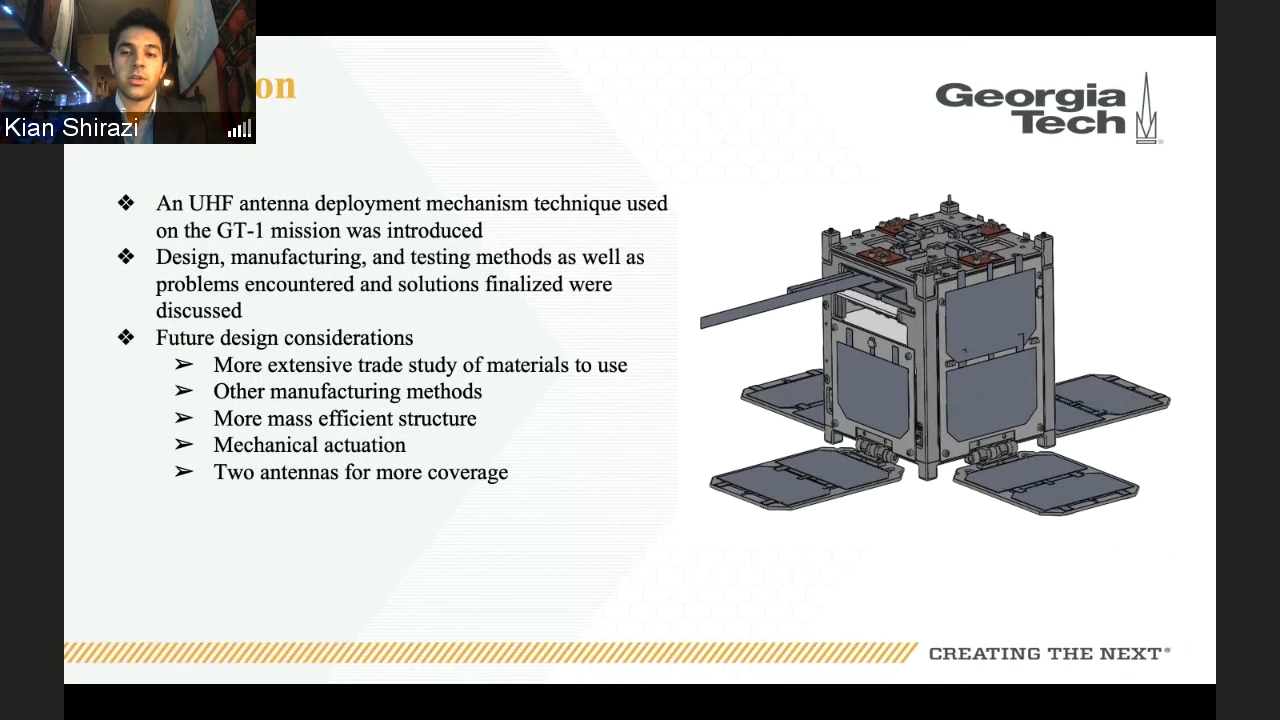 on
Kian Shirazi
Georgia
Tech
❖ An UHF antenna deployment mechanism technique used
on the GT-1 mission was introduced
❖ Design, manufacturing, and testing methods as well as
problems encountered and solutions finalized were
discussed
❖ Future design considerations
➢ More extensive trade study of materials to use
➢ Other manufacturing methods
➢ More mass efficient structure
➢ Mechanical actuation
➢ Two antennas for more coverage
CREATING THE NEXT®